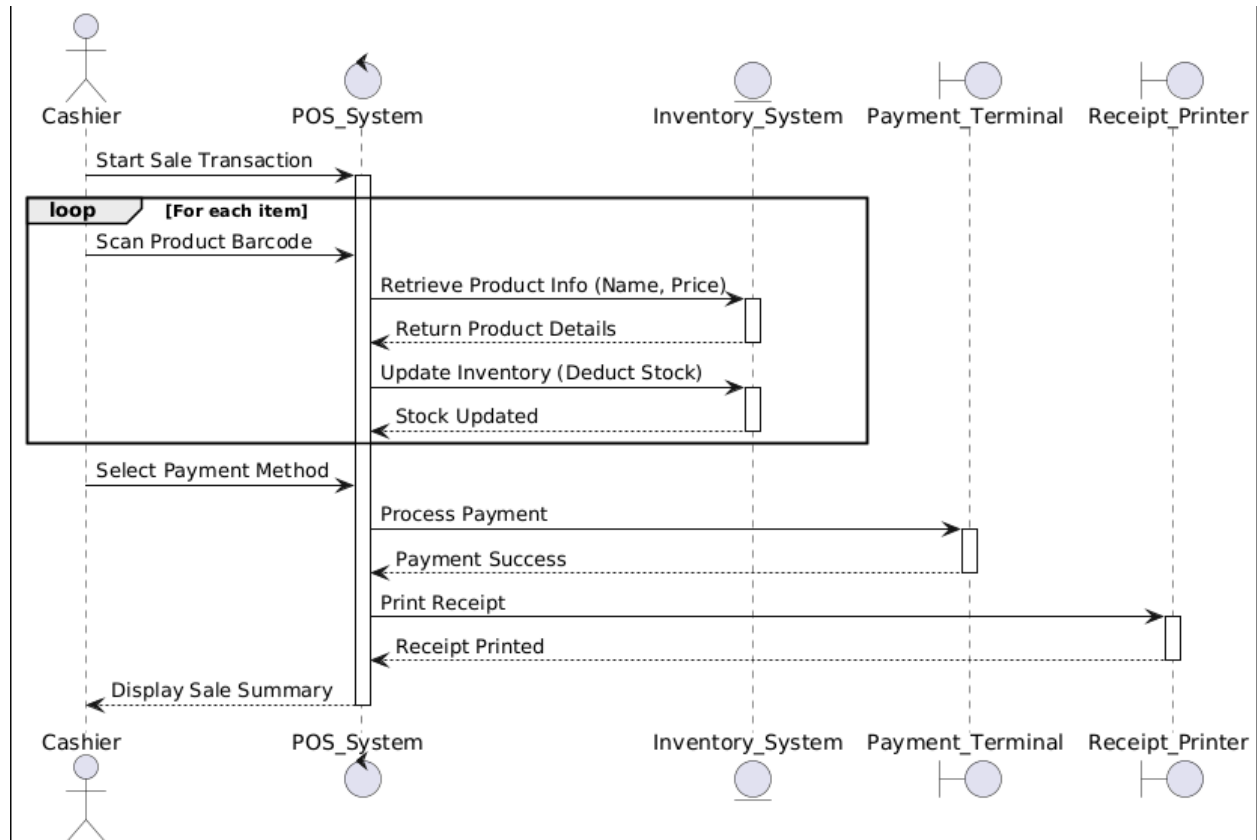 Cashier POS_System Inventory_System Payment_Terminal Receipt_Printer
Start Sale Transaction
loop [For each item]
Scan Product Barcode
Retrieve Product Info (Name, Price)
Return Product Details
Update Inventory (Deduct Stock)
Stock Updated
Select Payment Method
Process Payment
Payment Success
Print Receipt
Receipt Printed
Display Sale Summary
Cashier POS_System Inventory_System Payment_Terminal Receipt_Printer